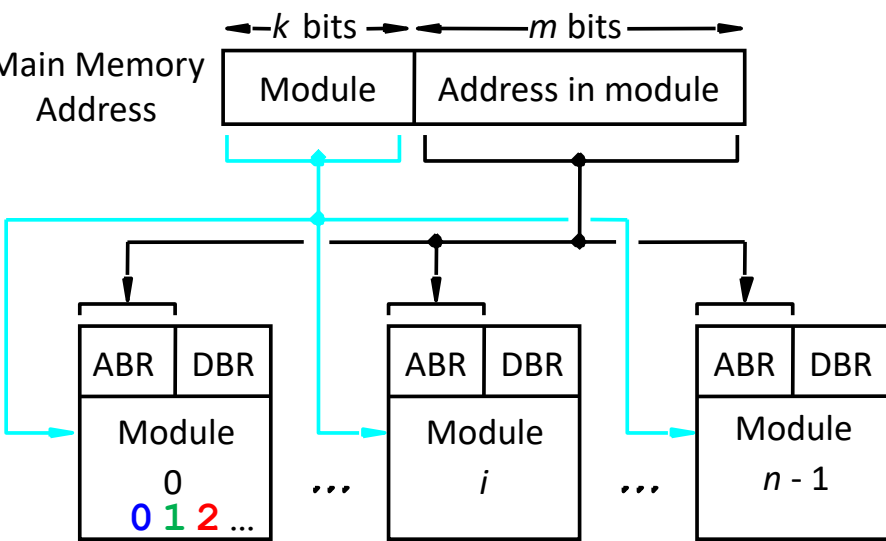 k bits m bits
Main Memory Address
Module Address in module
ABR DBR ABR DBR ABR DBR
Module Module Module
0 ... i ... n - 1
0 1 2 ...